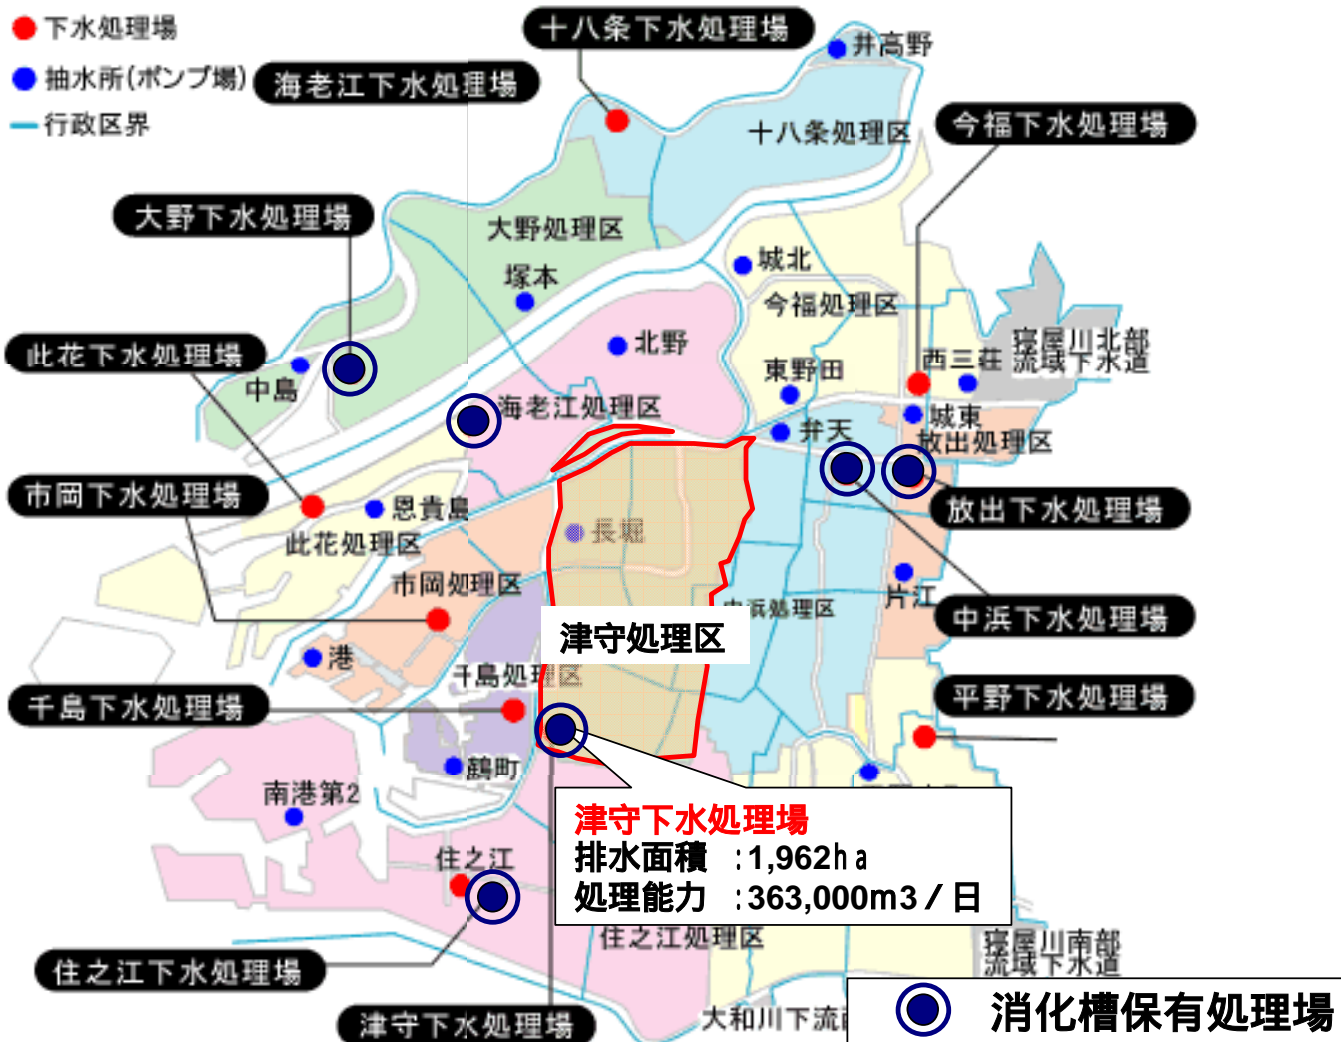 下水処理場
抽水所(ポンプ場)
行政区界
海老江下水処理場
十八条下水処理場
井高野
十八条処理区
今福下水処理場
大野下水処理場
大野処理区
塚本
城北
今福処理区
寝屋川北部
流域下水道
此花下水処理場
中島
北野
東野田
西三荘
海老江処理区
弁天
城東
放出処理区
市岡下水処理場
恩貴島
此花処理区
長堀
放出下水処理場
市岡処理区
片江
中浜処理区
中浜下水処理場
津守処理区
港
千島処理区
千島下水処理場
平野下水処理場
鶴町
南港第2
津守下水処理場
排水面積 :1,962ha
処理能力 :363,000m3/日
住之江
住之江処理区
寝屋川南部
流域下水道
住之江下水処理場
津守下水処理場
大和川下流
消化槽保有処理場